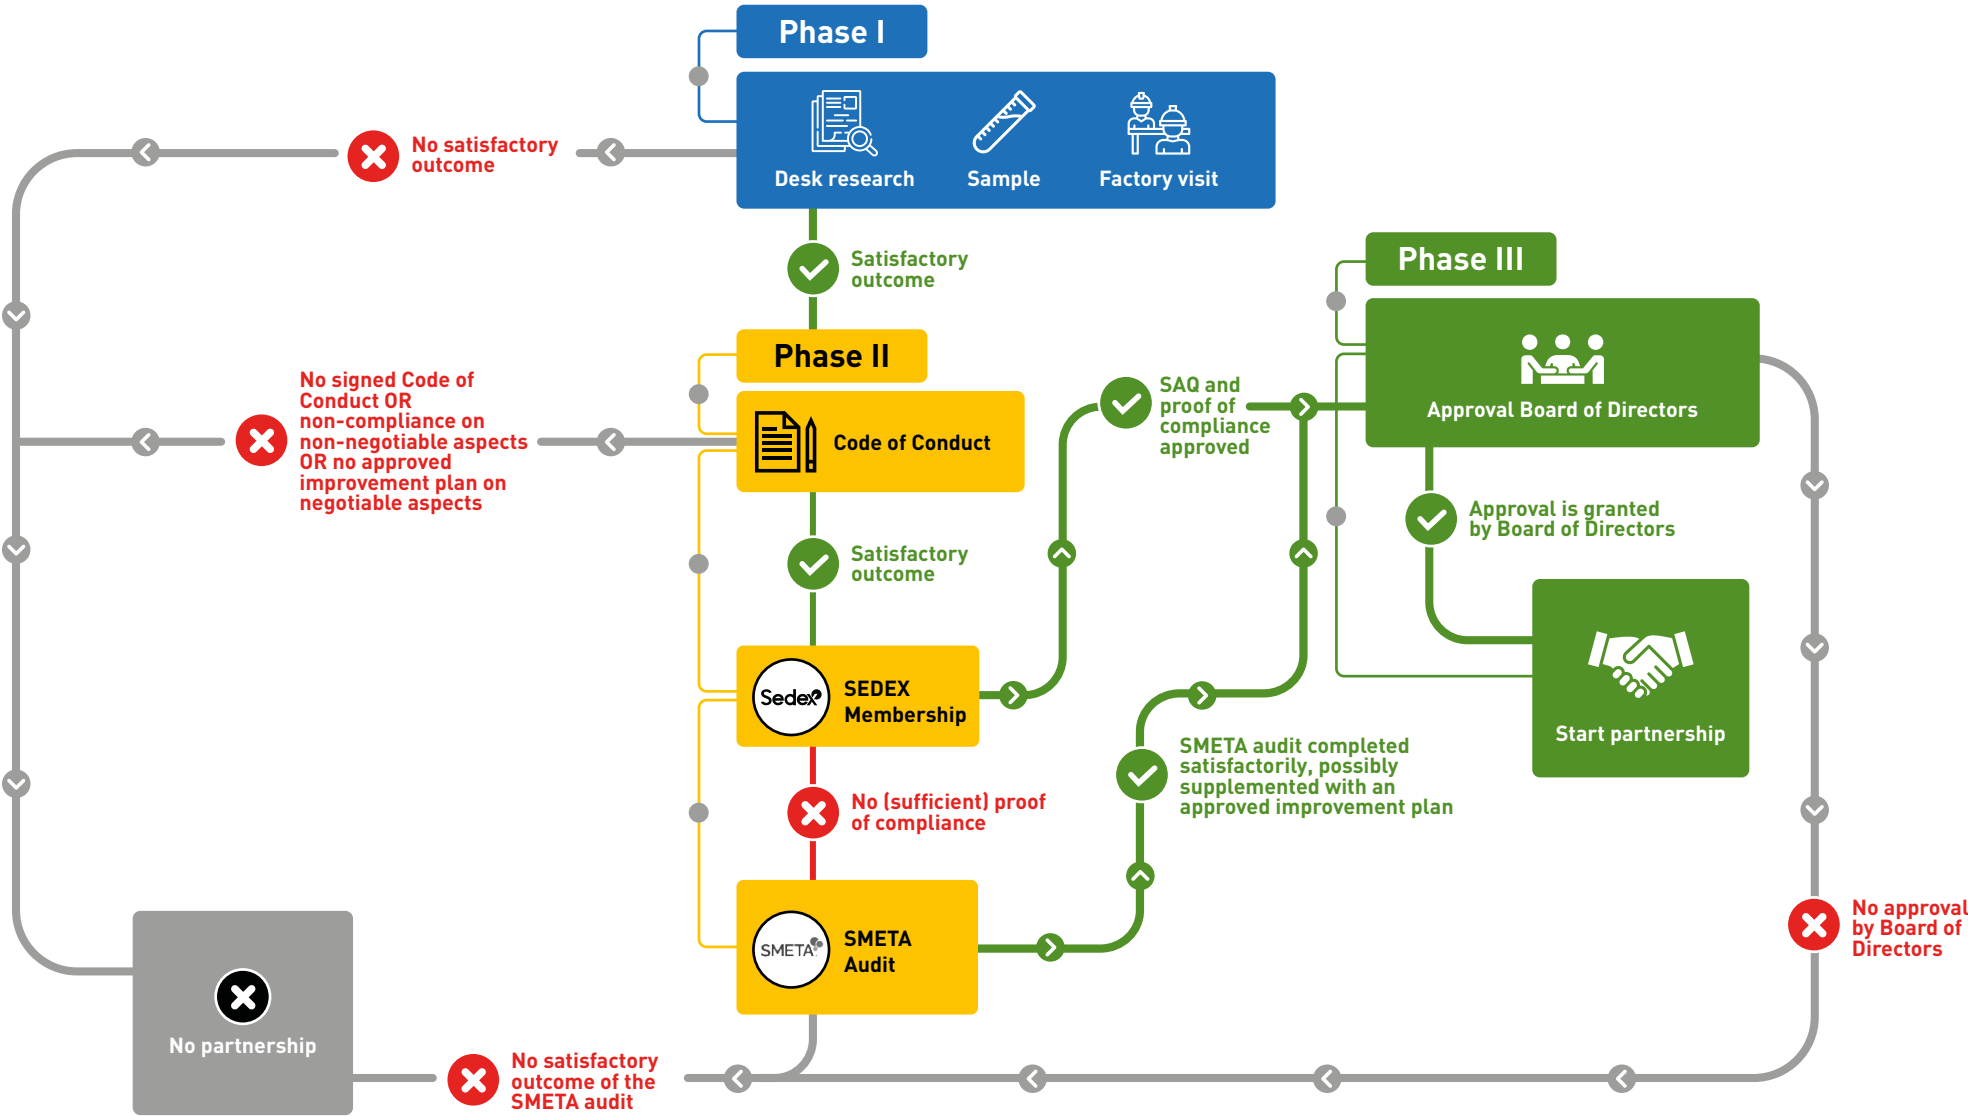 Phase I
Desk research
Sample
Factory visit
No satisfactory
outcome
Satisfactory
outcome
Phase II
Code of Conduct
No signed Code of
Conduct OR
non-compliance on
non-negotiable aspects
OR no approved
improvement plan on
negotiable aspects
Satisfactory
outcome
Sedex
SEDEX
Membership
SAQ and
proof of
compliance
approved
No (sufficient) proof
of compliance
SMETA
SMETA
Audit
SMETA audit completed
satisfactorily, possibly
supplemented with an
approved improvement plan
Phase III
Approval Board of Directors
Approval is granted
by Board of Directors
Start partnership
No approval
by Board of
Directors
No satisfactory
outcome of the
SMETA audit
No partnership